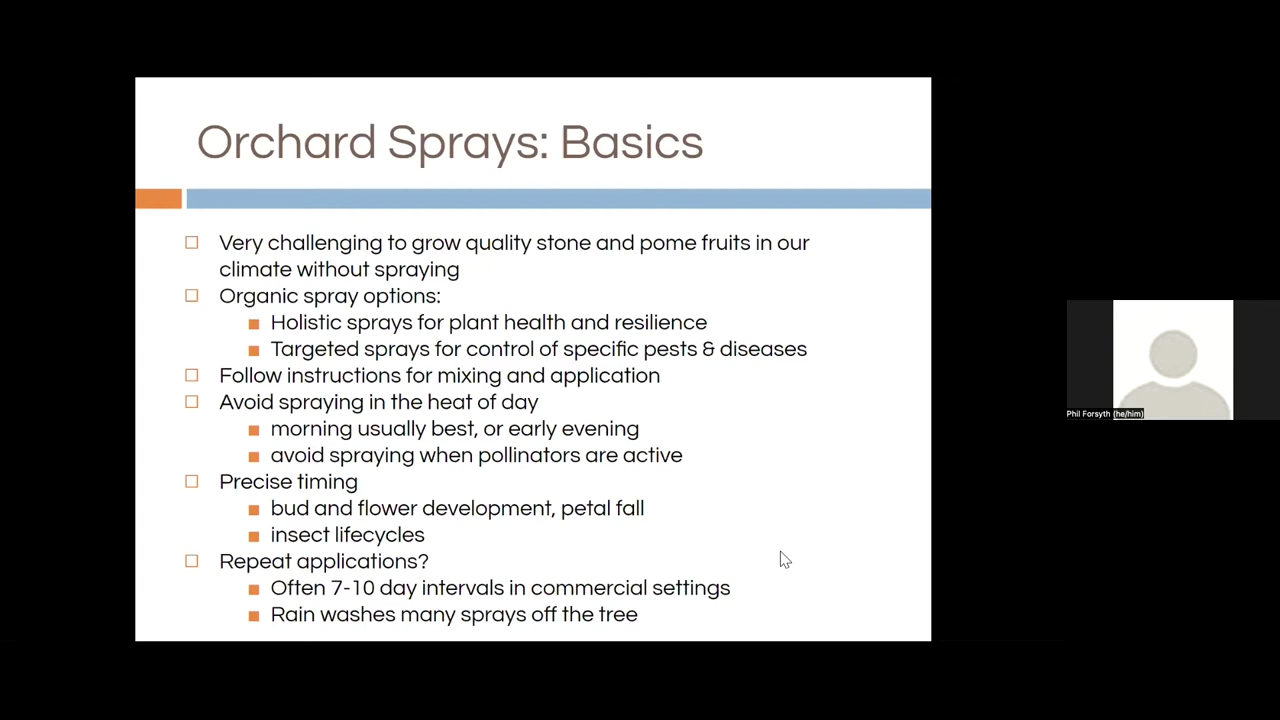 Orchard Sprays: Basics
Very challenging to grow quality stone and pome fruits in our
climate without spraying
Organic spray options:
Holistic sprays for plant health and resilience
Targeted sprays for control of specific pests & diseases
Follow instructions for mixing and application
Avoid spraying in the heat of day
morning usually best, or early evening
avoid spraying when pollinators are active
Precise timing
bud and flower development, petal fall
insect lifecycles
Repeat applications?
Often 7-10 day intervals in commercial settings
Rain washes many sprays off the tree
Phil Forsyth (he/him)